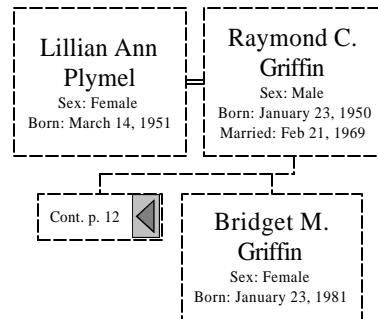 Lillian Ann
Plymel
Sex: Female
Born: March 14, 1951
Raymond C.
Griffin
Sex: Male
Born: January 23, 1950
Married: Feb 21, 1969
Cont. p. 12
Bridget M.
Griffin
Sex: Female
Born: January 23, 1981